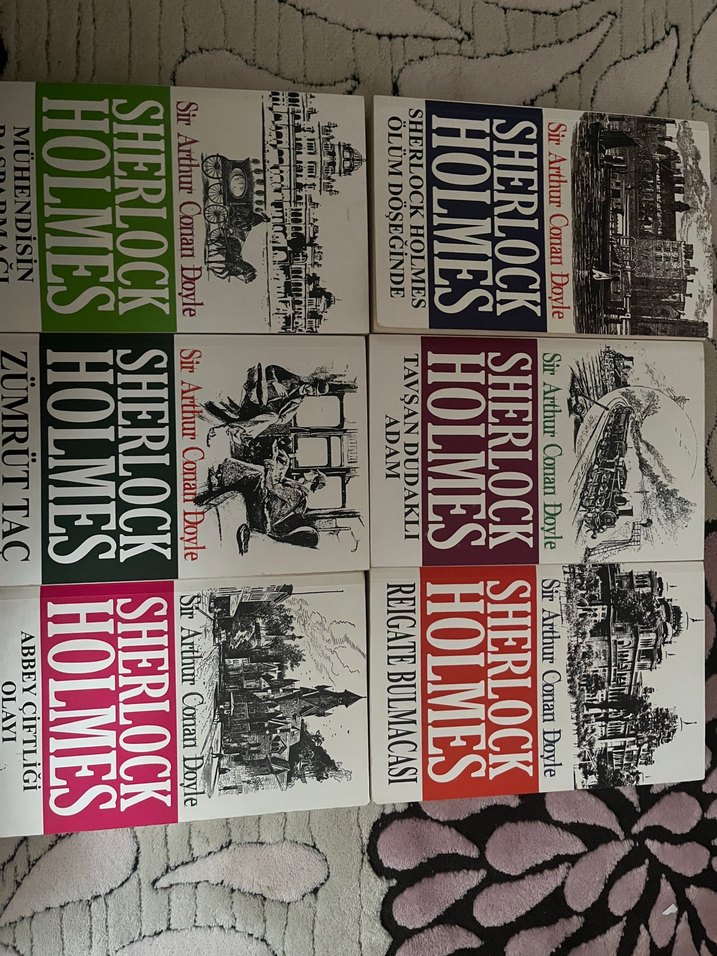 Sir Arthur Conan Doyle
SHERLOCK
HOLMES
SHERLOCK HOLMES
ÖLÜM DÖŞEĞİNDE
Sir Arthur Conan Doyle
SHERLOCK
HOLMES
TAVŞAN DUDAKLI
ADAM
Sir Arthur Conan Doyle
SHERLOCK
HOLMES
REIGATE BULMACASI
Sir Arthur Conan Doyle
SHERLOCK
HOLMES
MÜHENDİSİN
BAŞPARMAĞI
Sir Arthur Conan Doyle
SHERLOCK
HOLMES
ZÜMRÜT TAÇ
Sir Arthur Conan Doyle
SHERLOCK
HOLMES
ABBEY ÇİFTLİĞİ
OLAYI